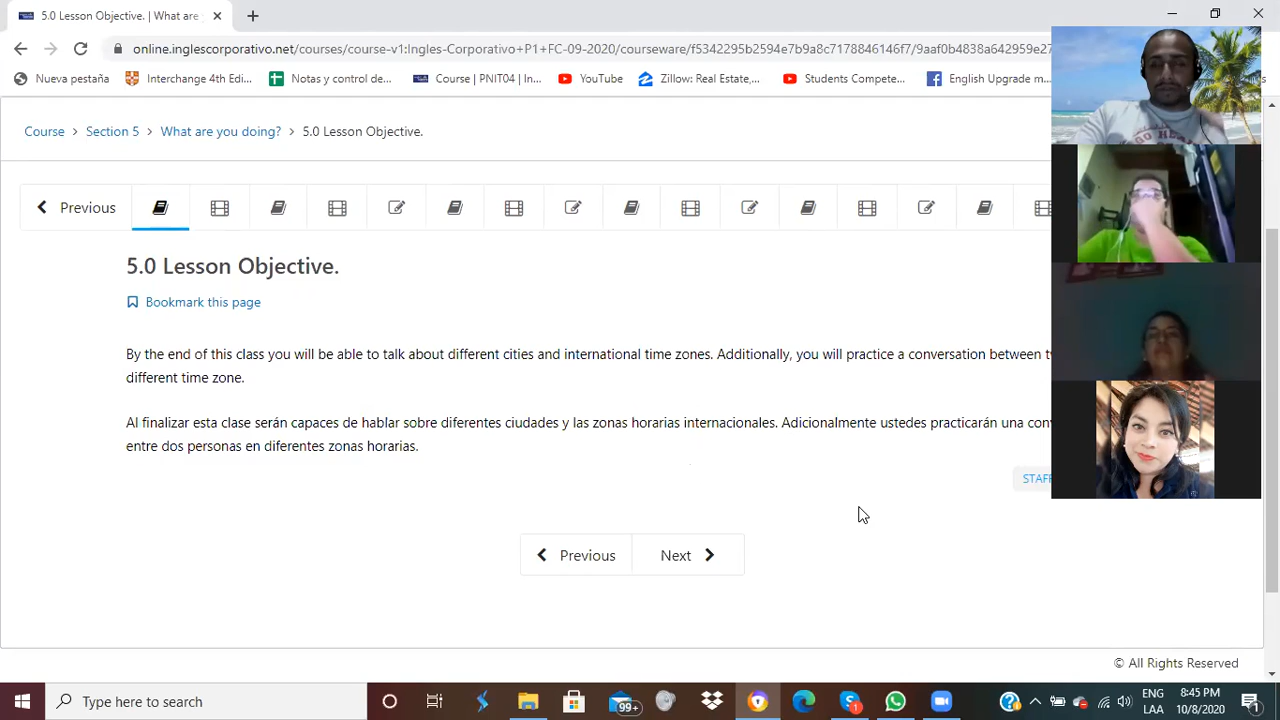 5.0 Lesson Objective. | What are
online.inglescorporativo.net/courses/course-v1:Ingles-Corporativo+P1+FC-09-2020/courseware/f5342295b2594e7b9a8c7178846146f7/9aaf0b4838a642959e27
Nueva pestaña
Interchange 4th Edi...
Notas y control de...
Course | PNIT04 | In...
YouTube
Zillow: Real Estate,...
Students Compete...
English Upgrade m...
Course > Section 5 > What are you doing? > 5.0 Lesson Objective.
Previous
5.0 Lesson Objective.
Bookmark this page
By the end of this class you will be able to talk about different cities and international time zones. Additionally, you will practice a conversation between
different time zone.
Al finalizar esta clase serán capaces de hablar sobre diferentes ciudades y las zonas horarias internacionales. Adicionalmente ustedes practicarán una
entre dos personas en diferentes zonas horarias.
STAFF
Previous
Next
© All Rights Reserved
Type here to search
99+
1
ENG
LAA
8:45 PM
10/8/2020
1